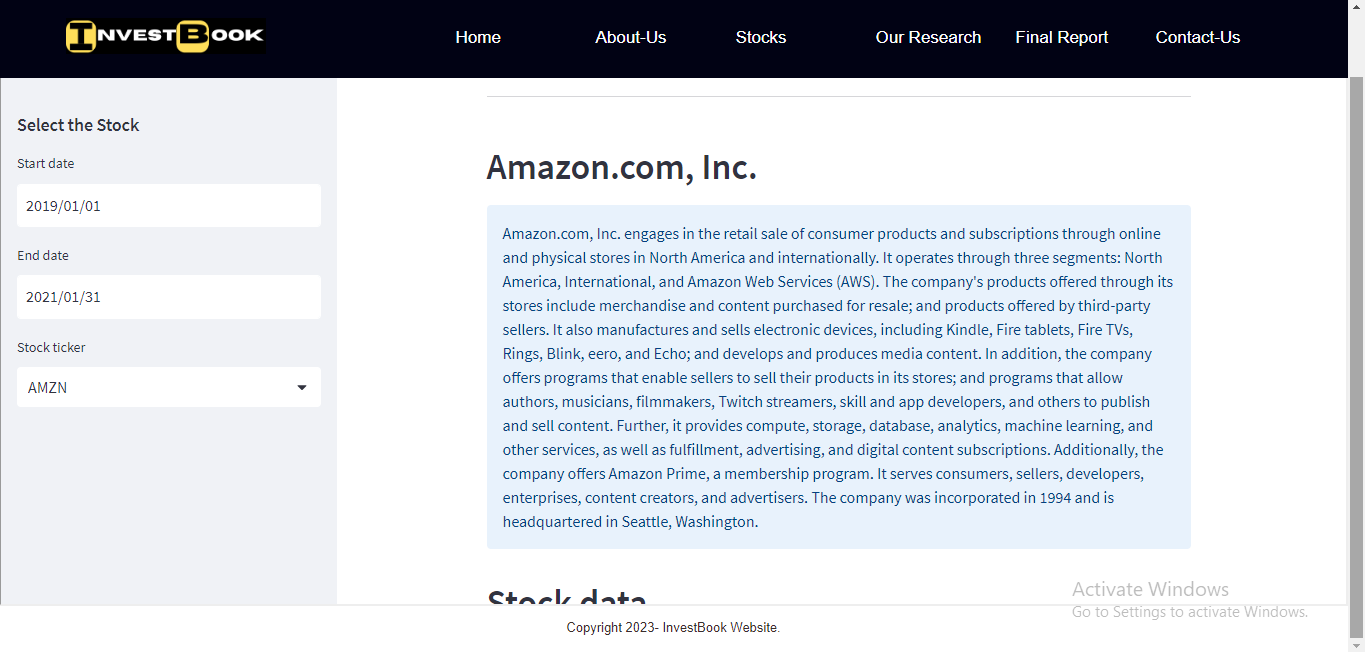 INVESTBOOK
Home About-Us Stocks Our Research Final Report Contact-Us
Select the Stock
Start date
2019/01/01
End date
2021/01/31
Stock ticker
AMZN
Amazon.com, Inc.
Amazon.com, Inc. engages in the retail sale of consumer products and subscriptions through online
and physical stores in North America and internationally. It operates through three segments: North
America, International, and Amazon Web Services (AWS). The company's products offered through its
stores include merchandise and content purchased for resale; and products offered by third-party
sellers. It also manufactures and sells electronic devices, including Kindle, Fire tablets, Fire TVs,
Rings, Blink, eero, and Echo; and develops and produces media content. In addition, the company
offers programs that enable sellers to sell their products in its stores; and programs that allow
authors, musicians, filmmakers, Twitch streamers, skill and app developers, and others to publish
and sell content. Further, it provides compute, storage, database, analytics, machine learning, and
other services, as well as fulfillment, advertising, and digital content subscriptions. Additionally, the
company offers Amazon Prime, a membership program. It serves consumers, sellers, developers,
enterprises, content creators, and advertisers. The company was incorporated in 1994 and is
headquartered in Seattle, Washington.
Stock data
Activate Windows
Go to Settings to activate Windows.
Copyright 2023- InvestBook Website.